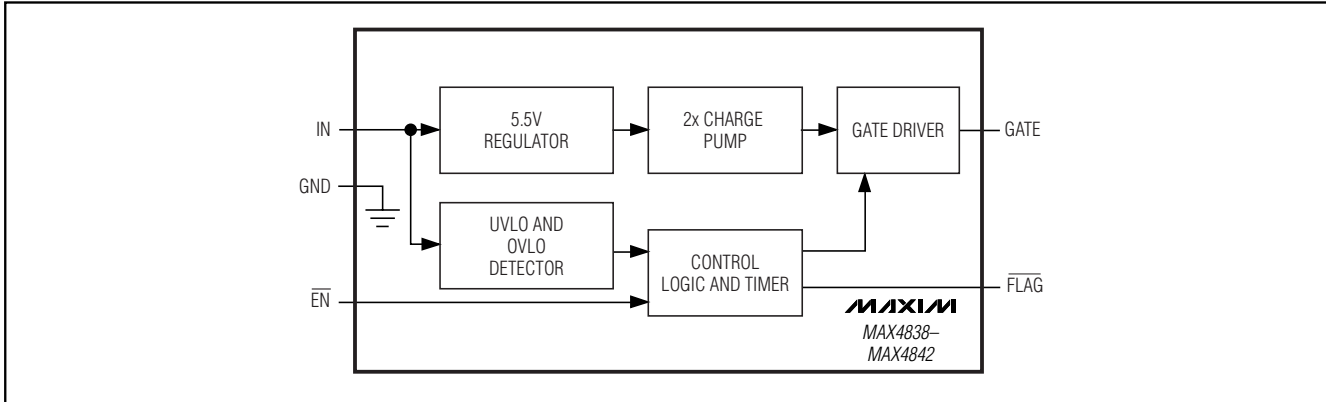 IN
5.5V
REGULATOR
2x CHARGE
PUMP
GATE DRIVER
GATE
GND
UVLO AND
OVLO
DETECTOR
CONTROL
LOGIC AND TIMER
EN
FLAG
MAXIM
MAX4838–
MAX4842